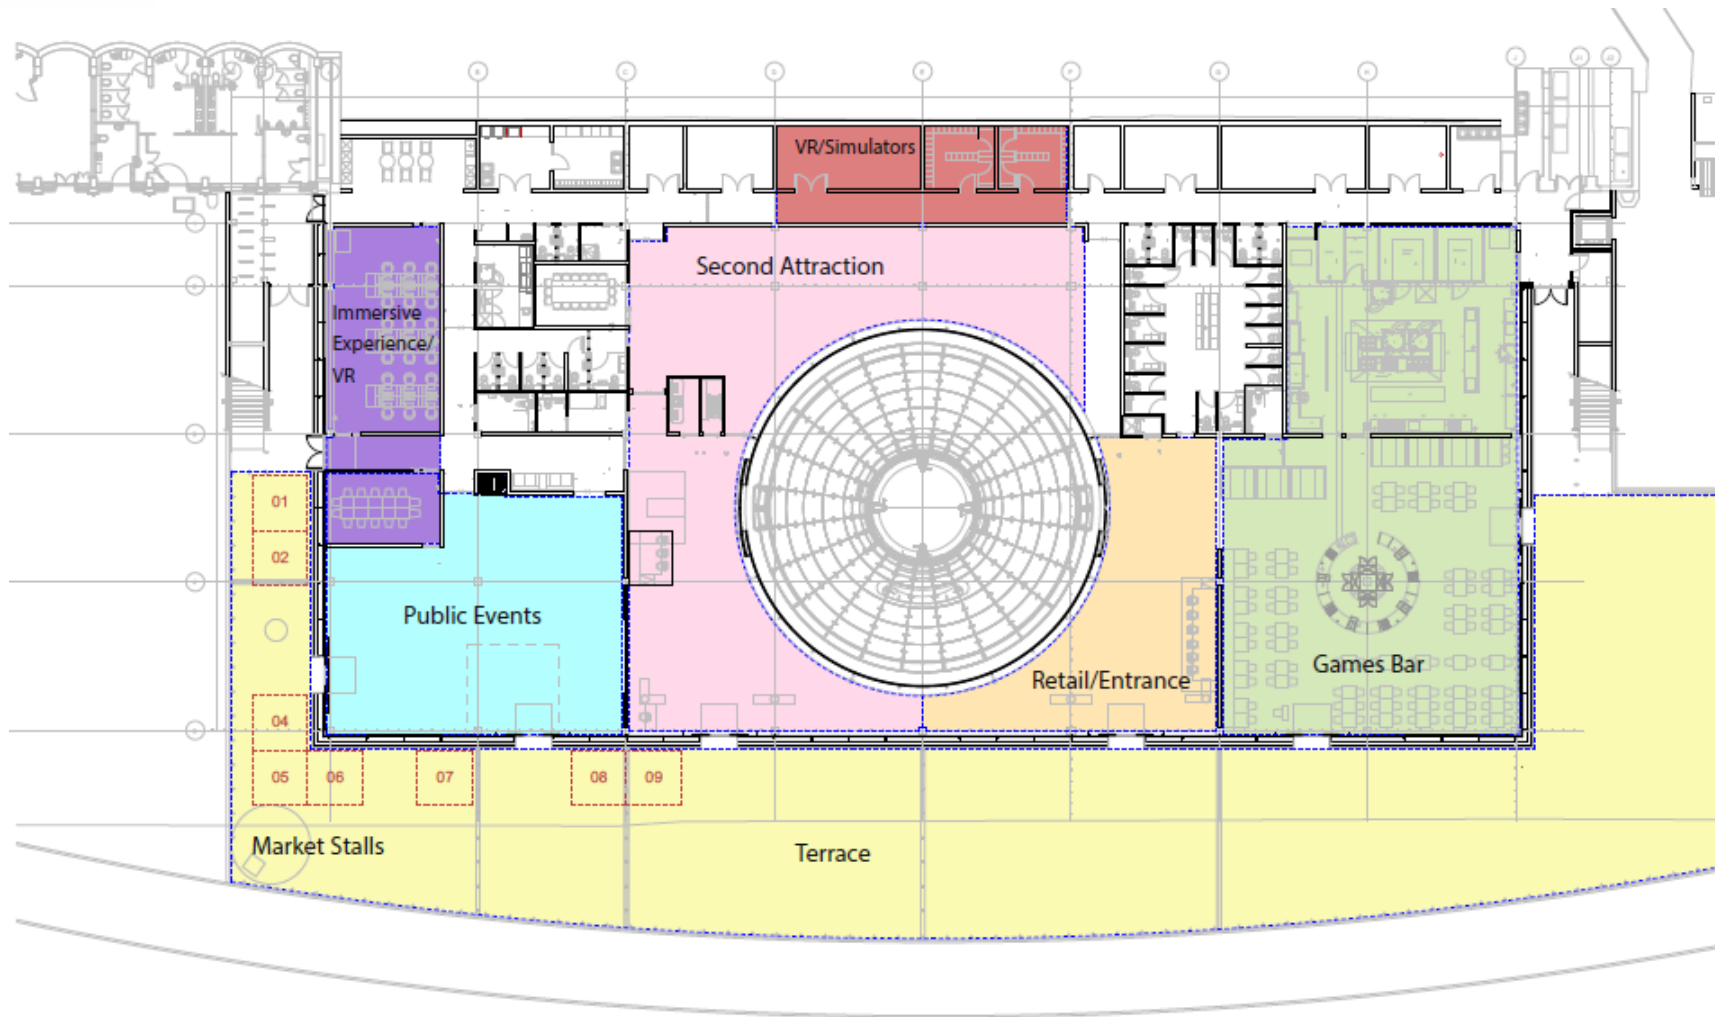 B
C
D
E
F
G
H
J
VR/Simulators
Second Attraction
Immersive
Experience/
VR
01
02
Public Events
Retail/Entrance
Games Bar
04
05
06
07
08
09
Market Stalls
Terrace